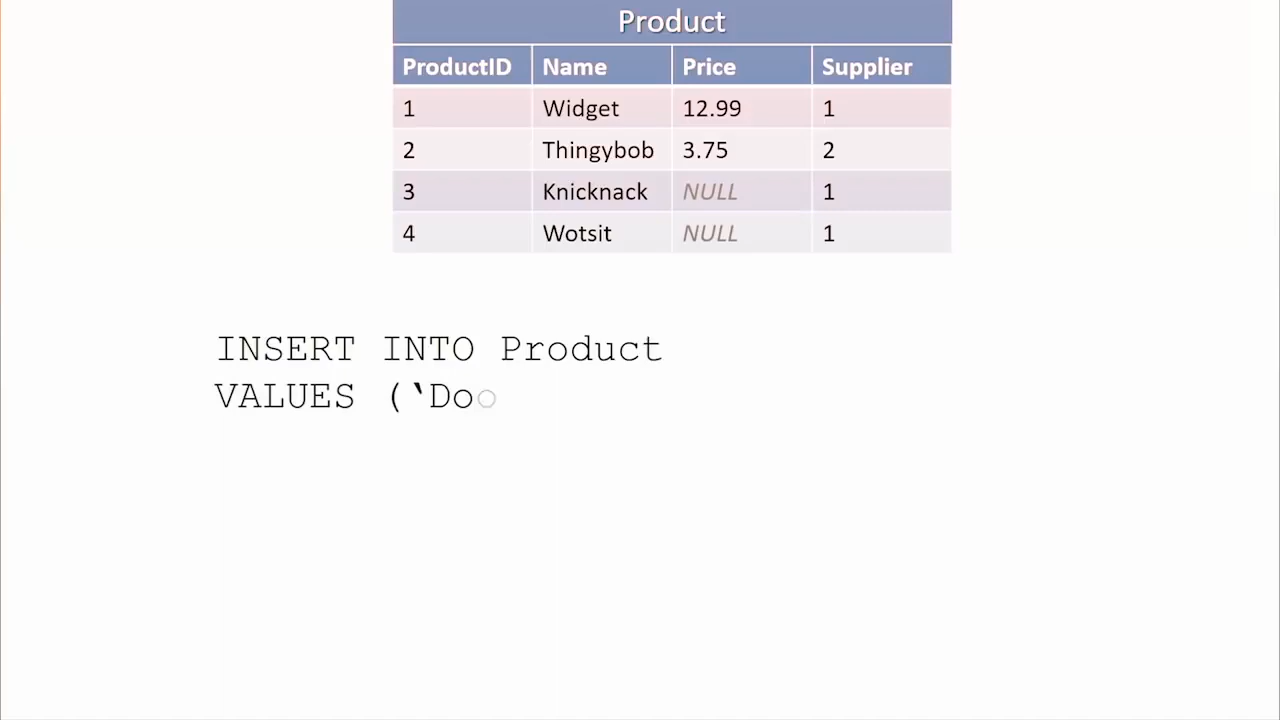 Product
ProductID Name Price Supplier
1 Widget 12.99 1
2 Thingybob 3.75 2
3 Knicknack NULL 1
4 Wotsit NULL 1
INSERT INTO Product
VALUES (‘Doo